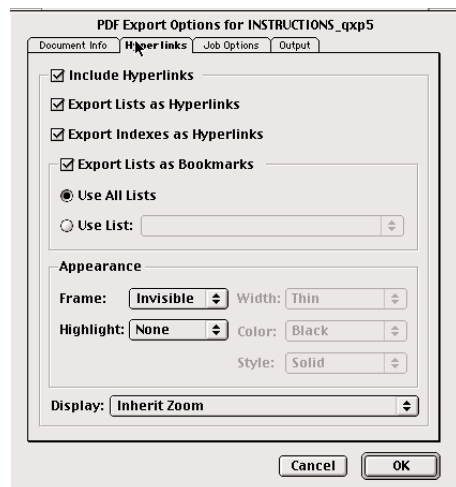 PDF Export Options for INSTRUCTIONS_qxp5
Document Info Hyperlinks Job Options Output
Include Hyperlinks
Export Lists as Hyperlinks
Export Indexes as Hyperlinks
Export Lists as Bookmarks
Use All Lists
Use List:
Appearance
Frame: Invisible Width: Thin
Highlight: None Color: Black
Style: Solid
Display: Inherit Zoom
Cancel OK